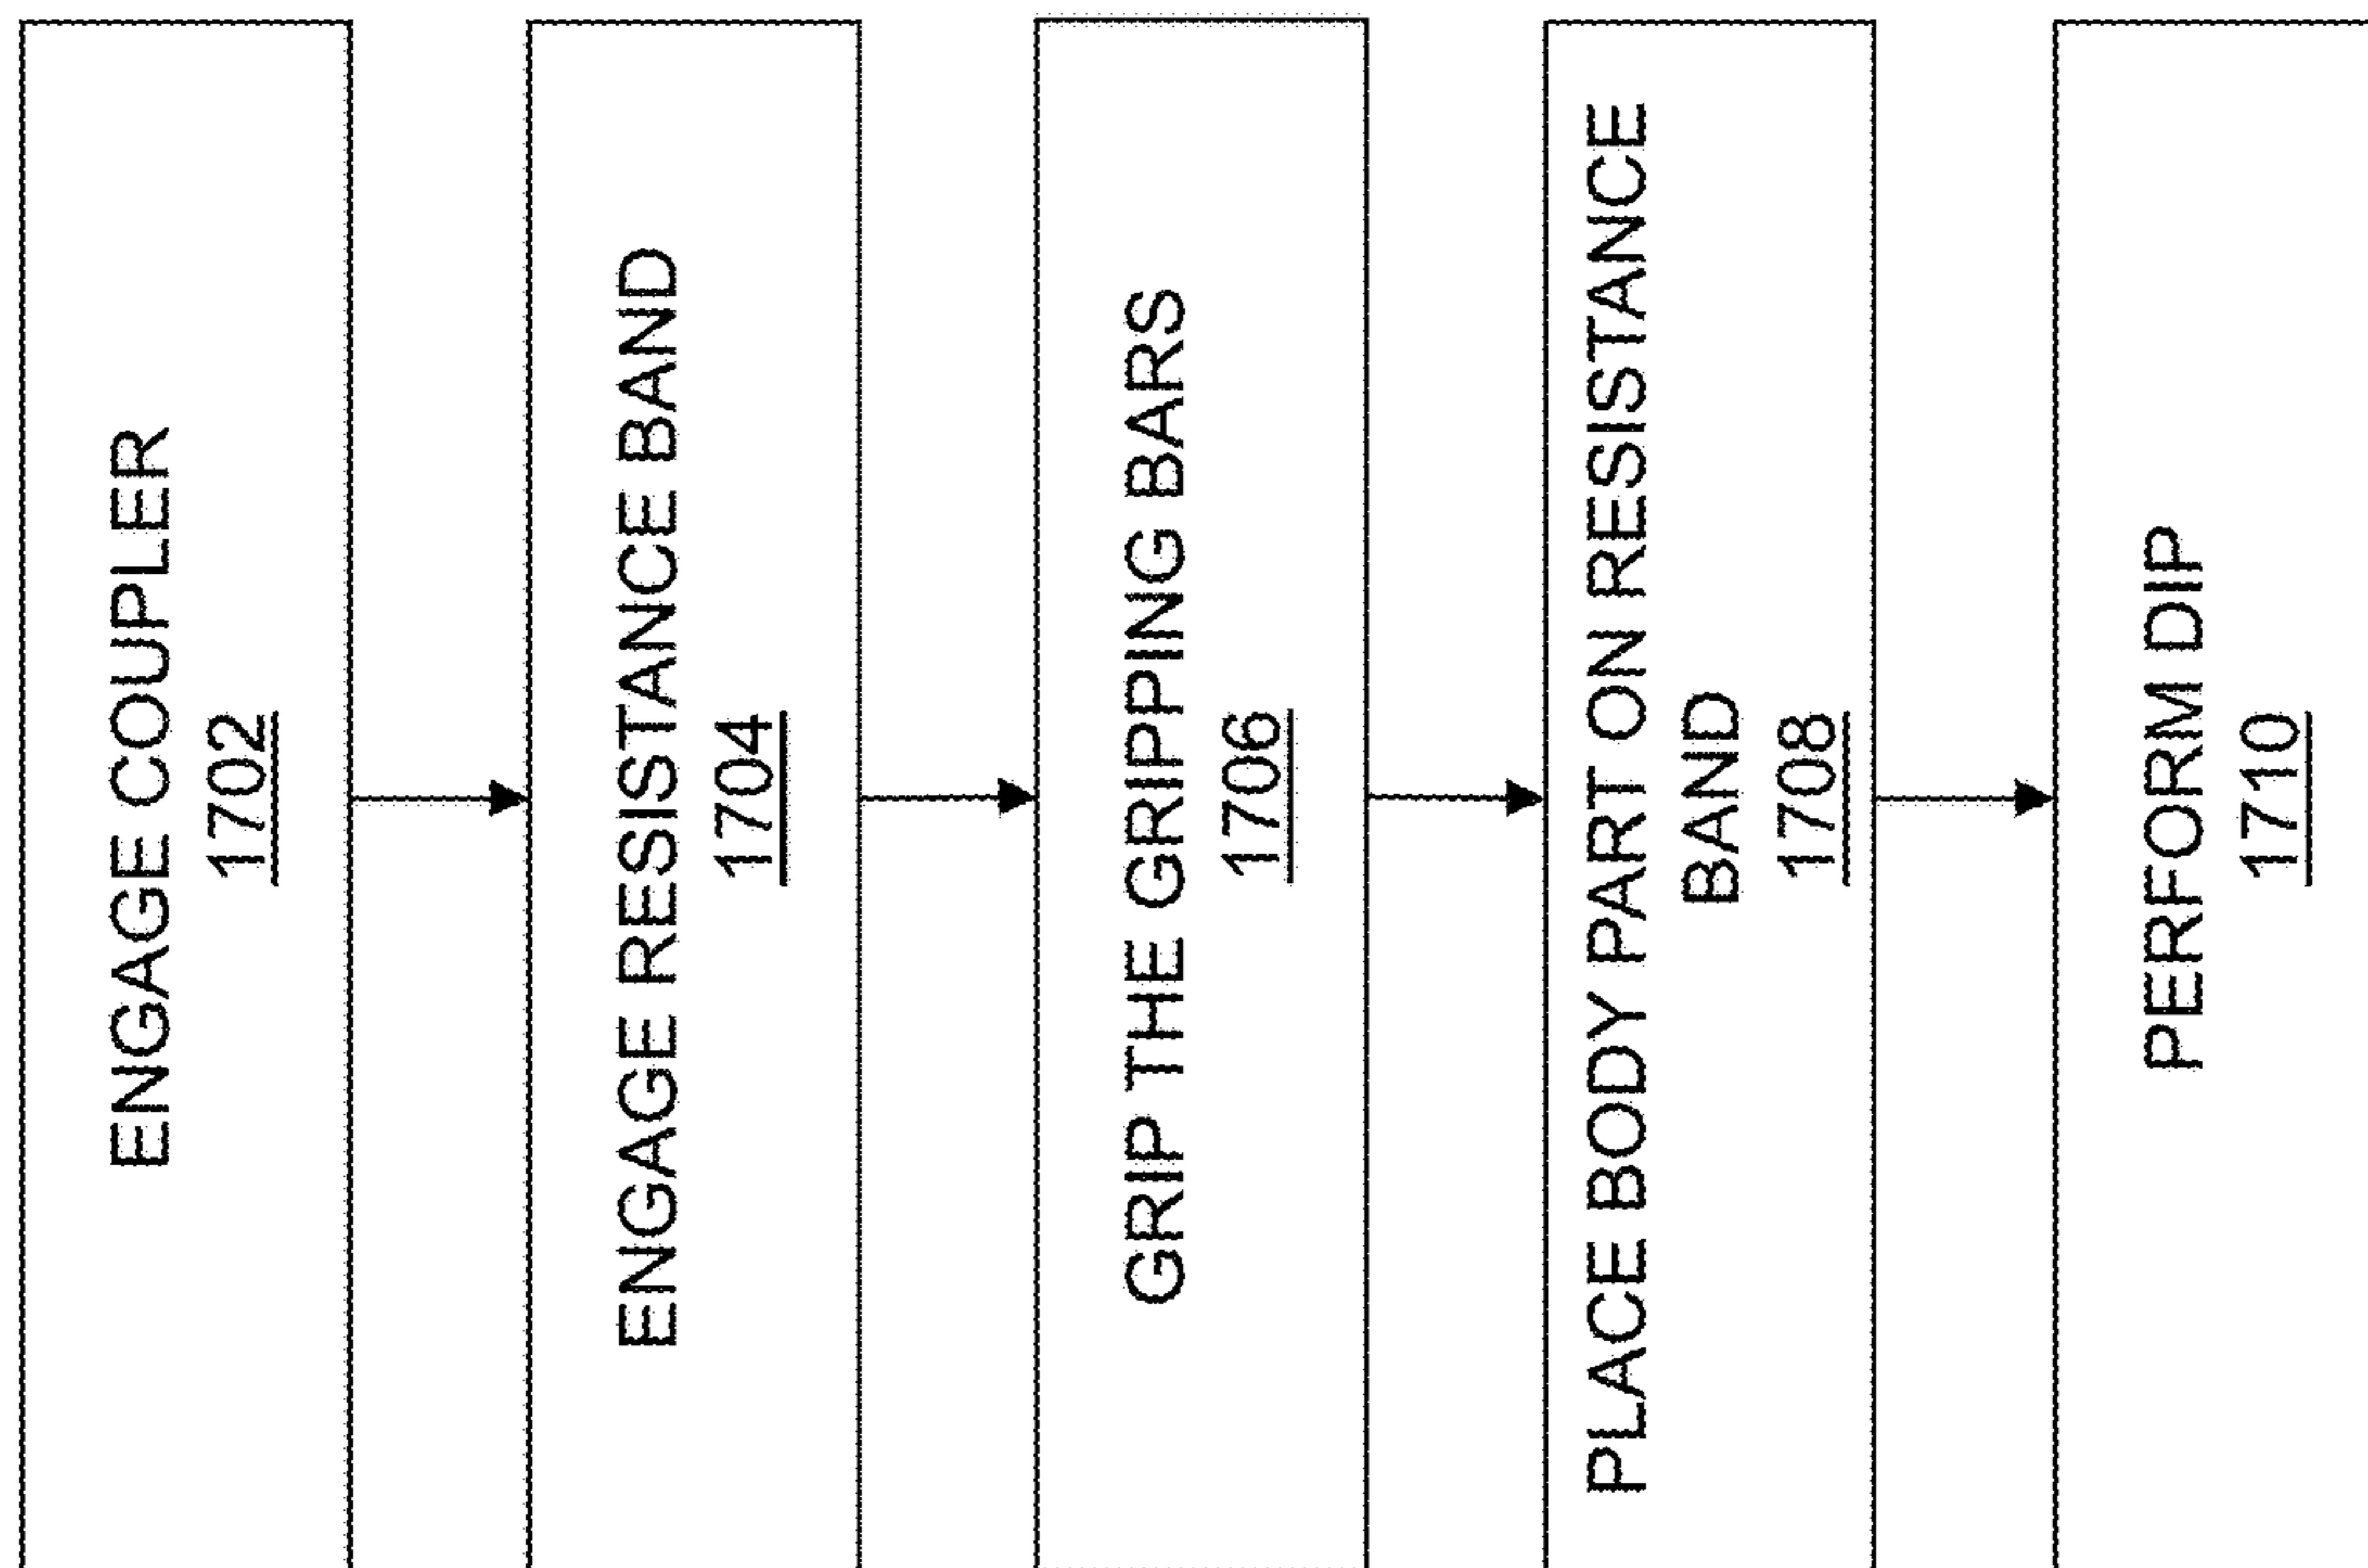 ENGAGE COUPLER
1702
ENGAGE RESISTANCE BAND
1704
GRIP THE GRIPPING BARS
1706
PLACE BODY PART ON RESISTANCE
BAND
1708
PERFORM DIP
1710